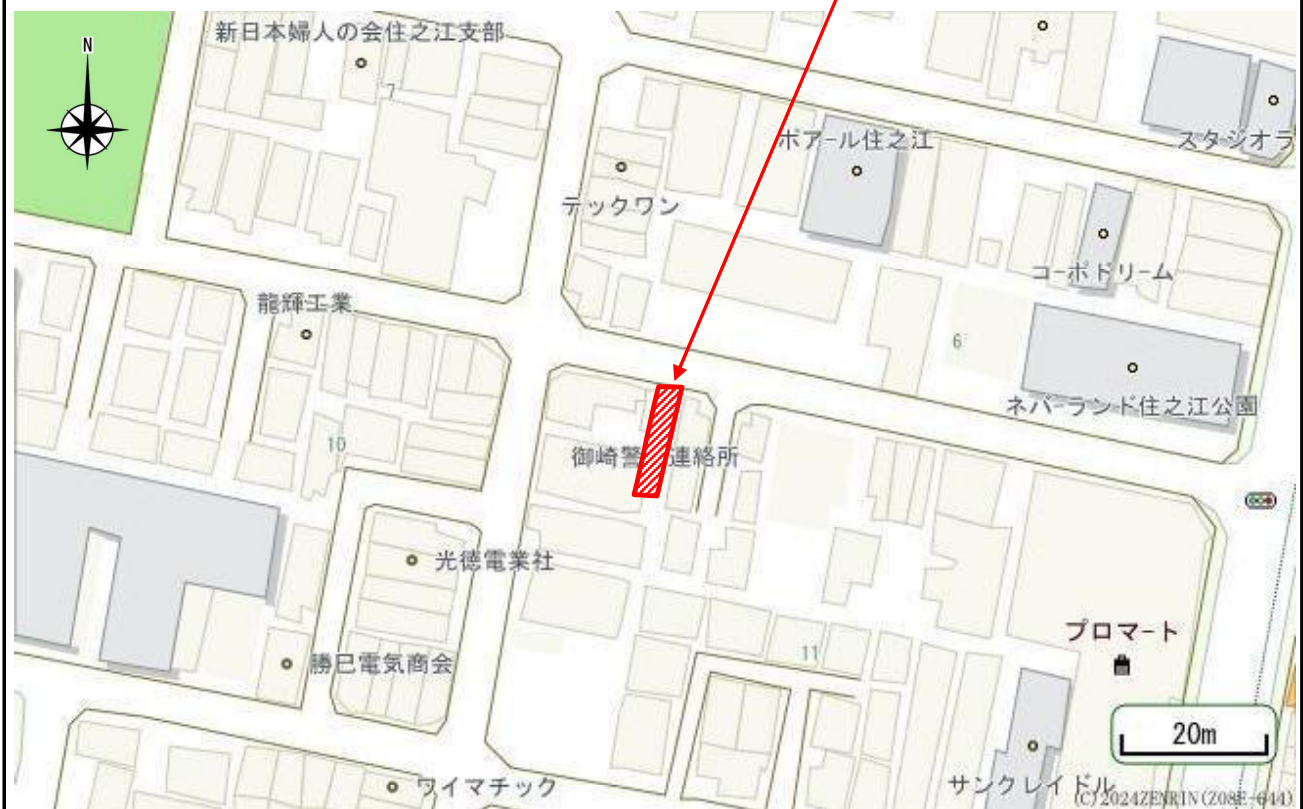 新日本婦人の会住之江支部
N
7
ポアール住之江
スタジオラ
テックワン
コーポドリーム
龍輝工業
6
ネバーランド住之江公園
10
御崎警 連絡所
光徳電業社
プロマート
11
勝已電気商会
20m
ワイマチック
サンクレイドル
(C)2024ZENRIN(Z08E-644)